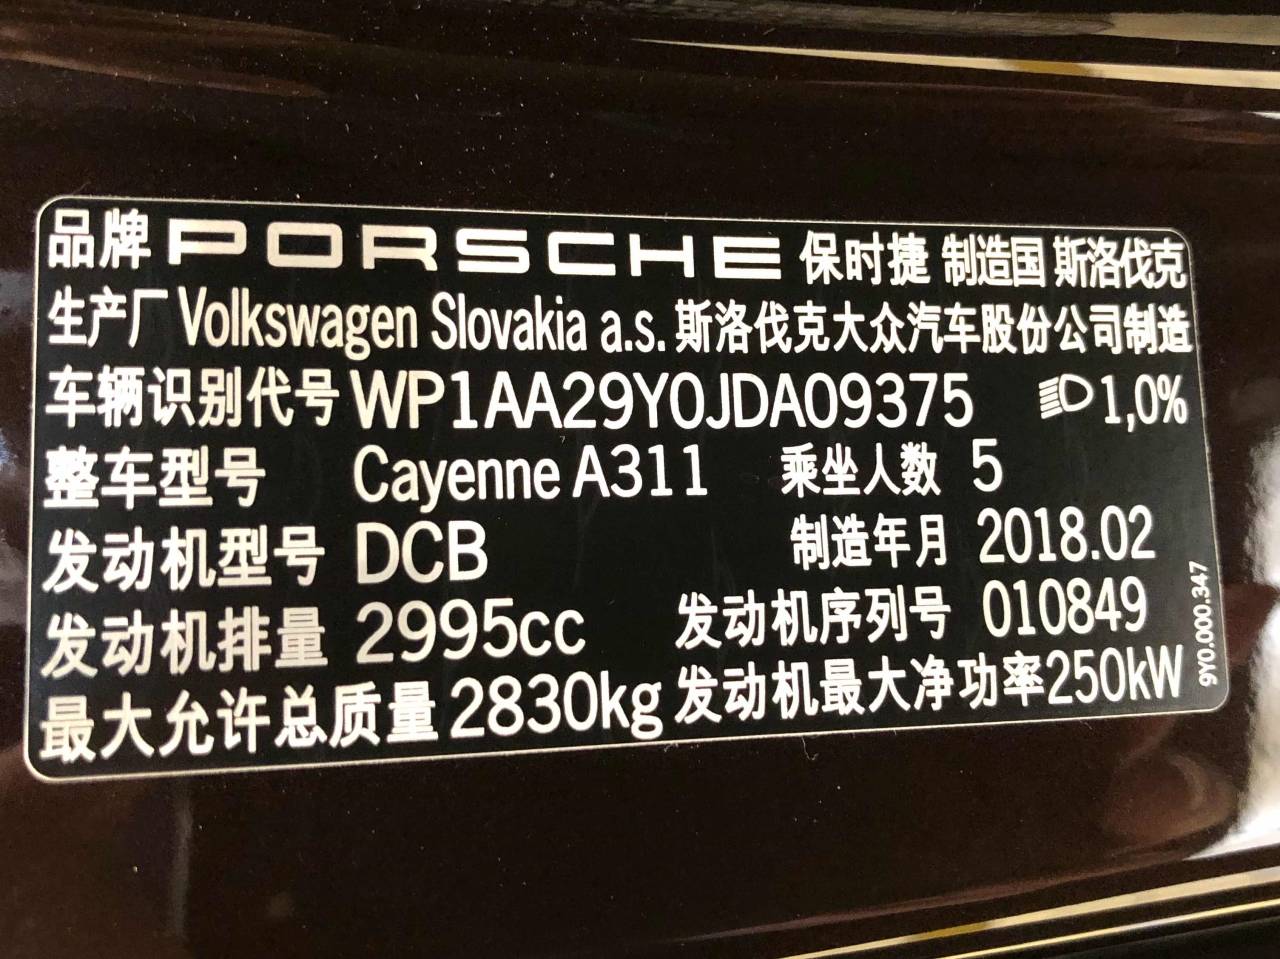 品牌 PORSCHE 保时捷 制造国 斯洛伐克
生产厂 Volkswagen Slovakia a.s. 斯洛伐克大众汽车股份公司制造
车辆识别代号 WP1AA29Y0JDA09375 1,0%
整车型号 Cayenne A311 乘坐人数 5
发动机型号 DCB 制造年月 2018.02
发动机排量 2995cc 发动机序列号 010849
最大允许总质量 2830kg 发动机最大净功率 250kW
9Y0.000.347